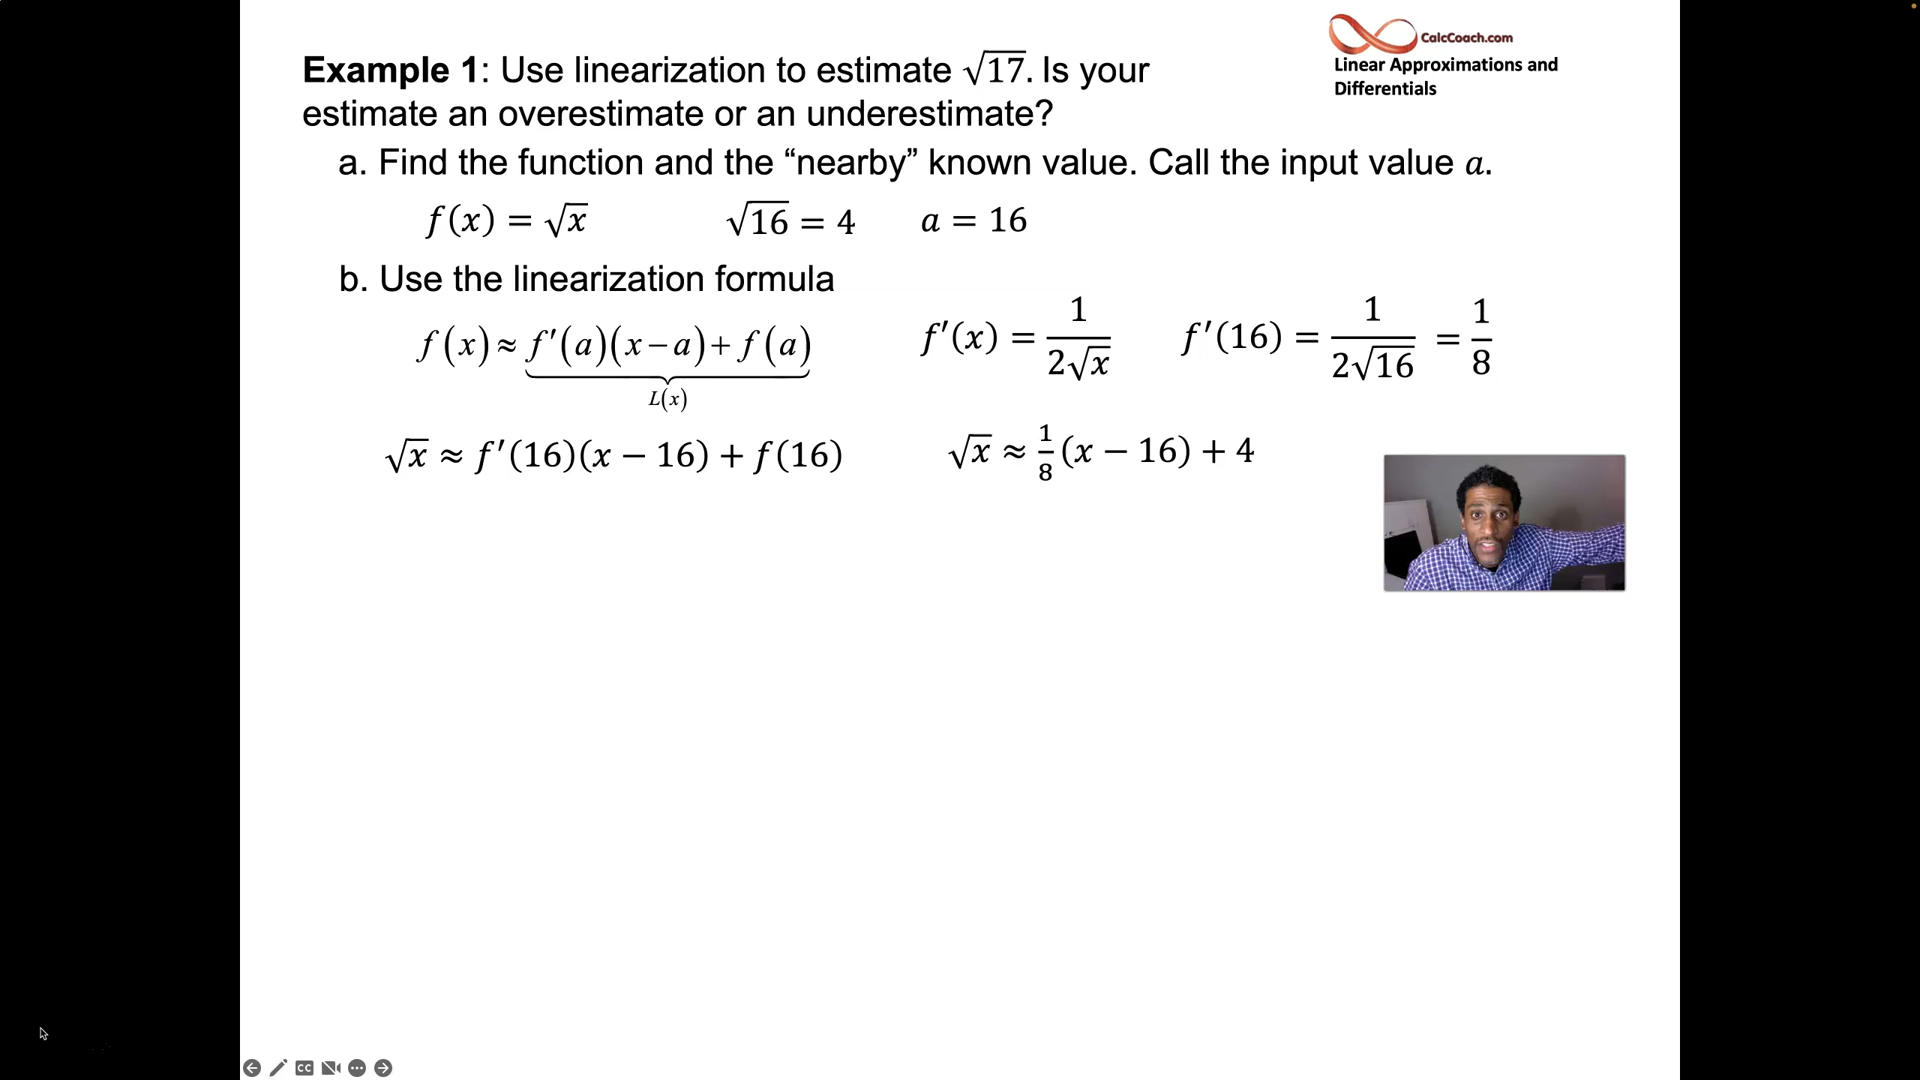 CalcCoach.com
Linear Approximations and
Differentials
Example 1: Use linearization to estimate √17. Is your
estimate an overestimate or an underestimate?
a. Find the function and the “nearby” known value. Call the input value a.
f(x) = √x √16 = 4 a = 16
b. Use the linearization formula
f(x) ≈ f′(a)(x−a)+f(a) f′(x) = 1/(2√x) f′(16) = 1/(2√16) = 1/8
L(x)
√x ≈ f′(16)(x − 16) + f(16) √x ≈ 1/8 (x − 16) + 4
CC